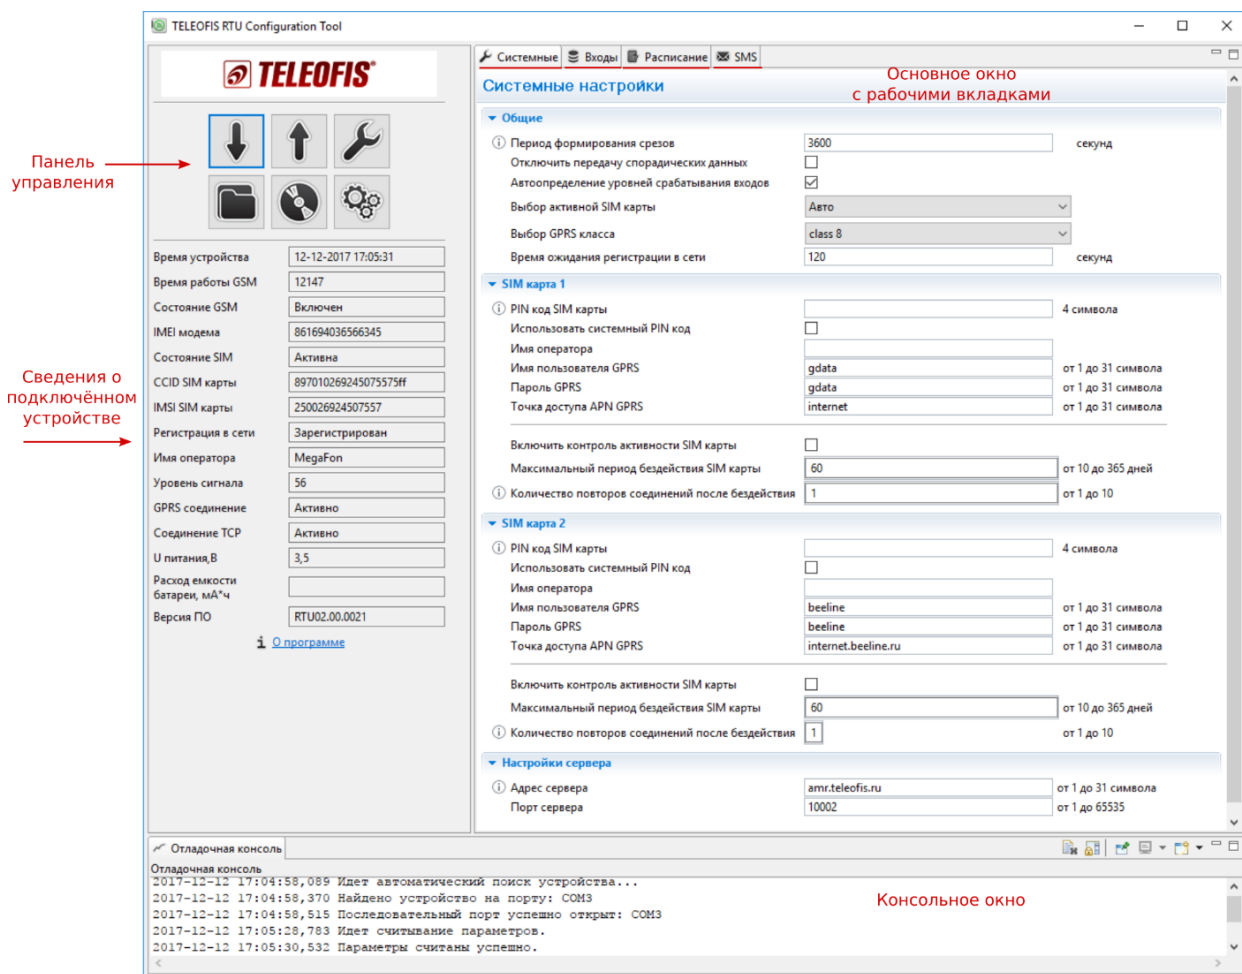 TELEOFIS RTU Configuration Tool
TELEOFIS
Панель
управления
Время устройства 12-12-2017 17:05:31
Время работы GSM 12147
Состояние GSM Включен
IMEI модема 861694036566345
Состояние SIM Активна
CCID SIM карты 897010269245075575ff
IMSI SIM карты 250026924507557
Регистрация в сети Зарегистрирован
Имя оператора MegaFon
Уровень сигнала 56
GPRS соединение Активно
Соединение TCP Активно
U питания,В 3,5
Расход емкости
батареи, мА*ч
Версия ПО RTU02.00.0021
О программе
Сведения о
подключённом
устройстве
Системные Входы Расписание SMS
Основное окно
с рабочими вкладками
Системные настройки
Общие
Период формирования срезов 3600 секунд
Отключить передачу спорадических данных
Автоопределение уровней срабатывания входов
Выбор активной SIM карты Авто
Выбор GPRS класса class 8
Время ожидания регистрации в сети 120 секунд
SIM карта 1
PIN код SIM карты 4 символа
Использовать системный PIN код
Имя оператора
Имя пользователя GPRS gdata от 1 до 31 символа
Пароль GPRS gdata от 1 до 31 символа
Точка доступа APN GPRS internet от 1 до 31 символа
Включить контроль активности SIM карты
Максимальный период бездействия SIM карты 60 от 10 до 365 дней
Количество повторов соединений после бездействия 1 от 1 до 10
SIM карта 2
PIN код SIM карты 4 символа
Использовать системный PIN код
Имя оператора
Имя пользователя GPRS beeline от 1 до 31 символа
Пароль GPRS beeline от 1 до 31 символа
Точка доступа APN GPRS internet.beeline.ru от 1 до 31 символа
Включить контроль активности SIM карты
Максимальный период бездействия SIM карты 60 от 10 до 365 дней
Количество повторов соединений после бездействия 1 от 1 до 10
Настройки сервера
Адрес сервера amr.teleofis.ru от 1 до 31 символа
Порт сервера 10002 от 1 до 65535
Отладочная консоль
Отладочная консоль
2017-12-12 17:04:58,089 Идет автоматический поиск устройства...
2017-12-12 17:04:58,370 Найдено устройство на порту: COM3
2017-12-12 17:04:58,515 Последовательный порт успешно открыт: COM3
2017-12-12 17:05:28,783 Идет считывание параметров.
2017-12-12 17:05:30,532 Параметры считаны успешно.
Консольное окно